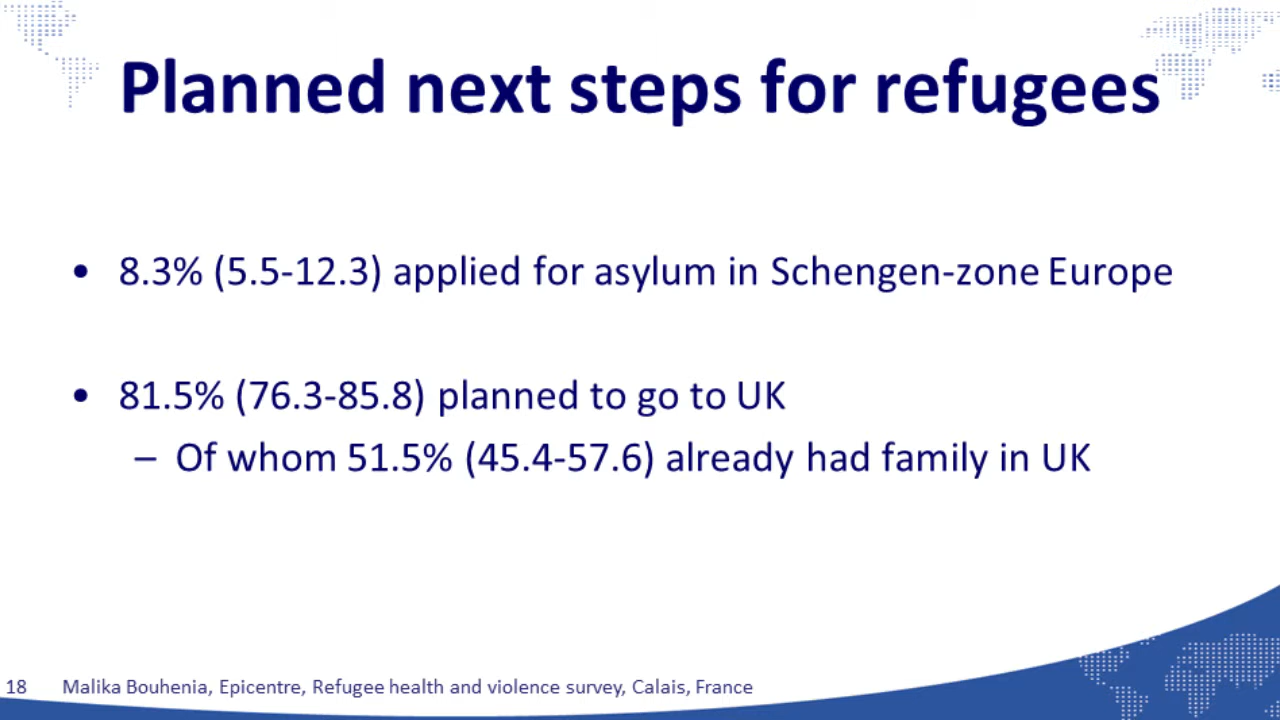 Planned next steps for refugees
• 8.3% (5.5-12.3) applied for asylum in Schengen-zone Europe
• 81.5% (76.3-85.8) planned to go to UK
– Of whom 51.5% (45.4-57.6) already had family in UK
18 Malika Bouhenia, Epicentre, Refugee health and violence survey, Calais, France